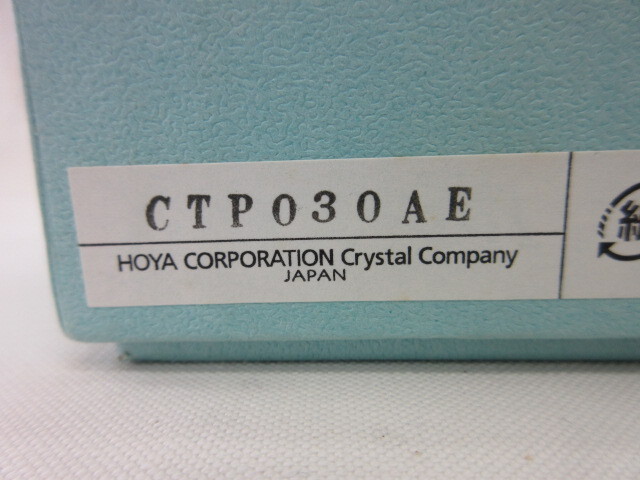 CTP030AE
HOYA CORPORATION Crystal Company
JAPAN